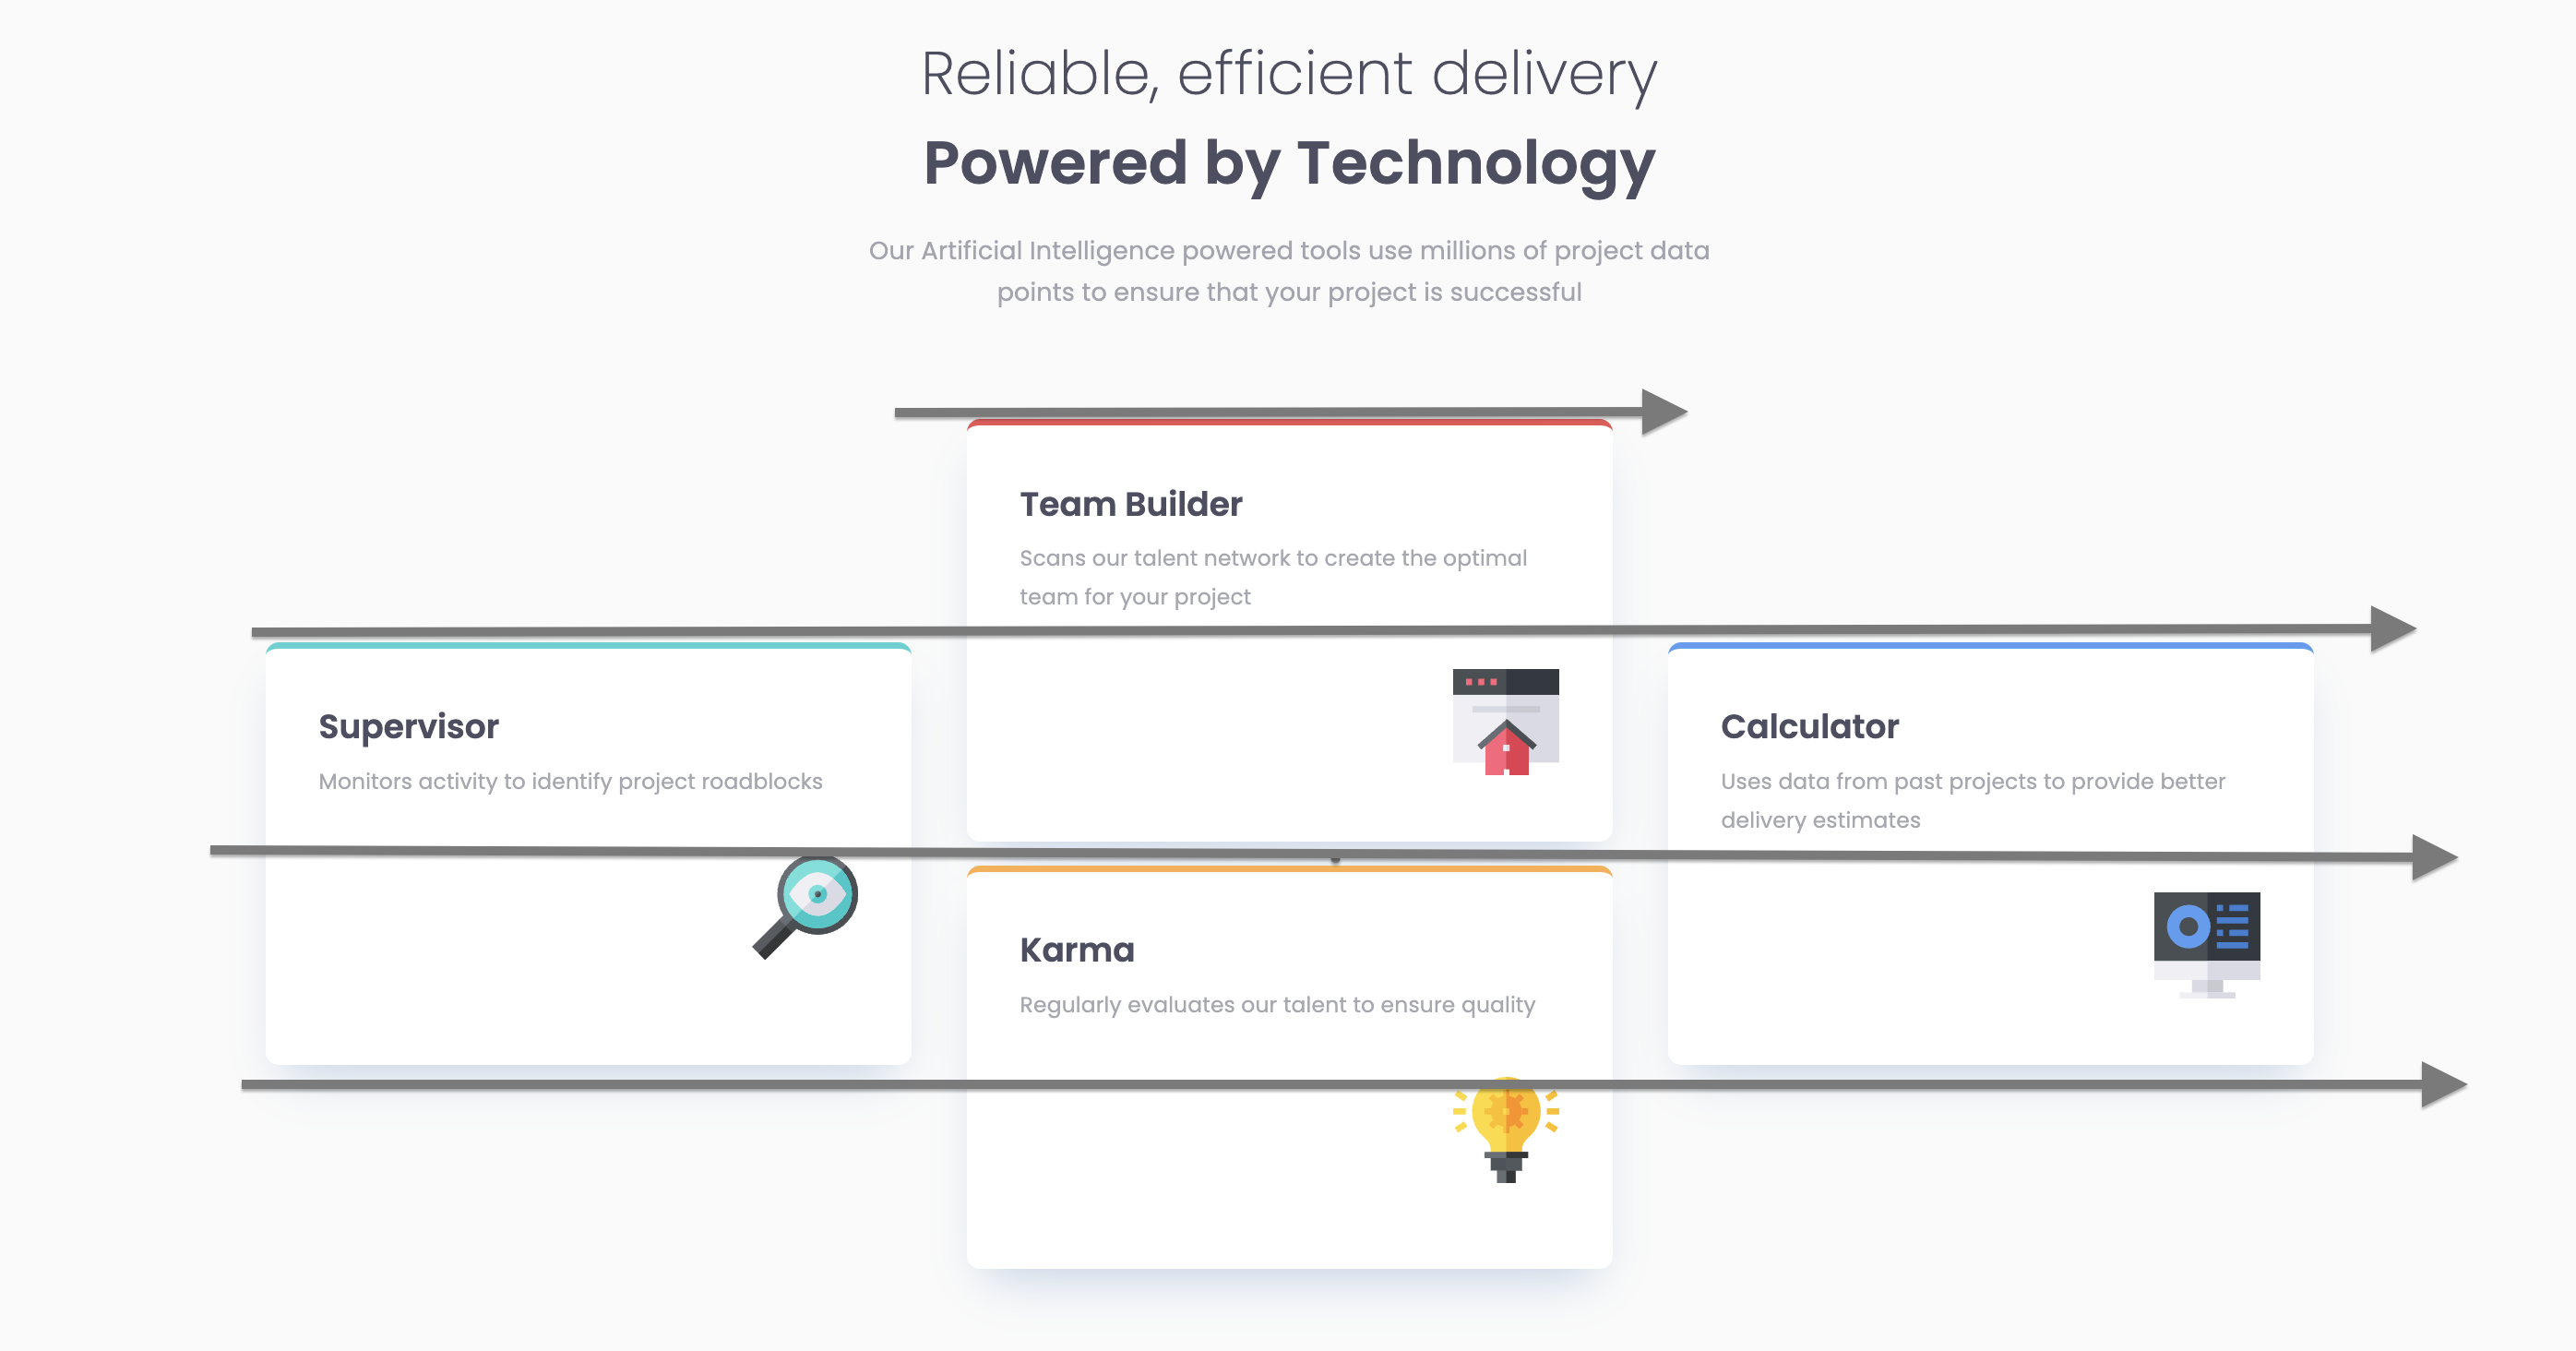 Reliable, efficient delivery
Powered by Technology
Our Artificial Intelligence powered tools use millions of project data
points to ensure that your project is successful
Team Builder
Scans our talent network to create the optimal
team for your project
Supervisor
Monitors activity to identify project roadblocks
Calculator
Uses data from past projects to provide better
delivery estimates
Karma
Regularly evaluates our talent to ensure quality